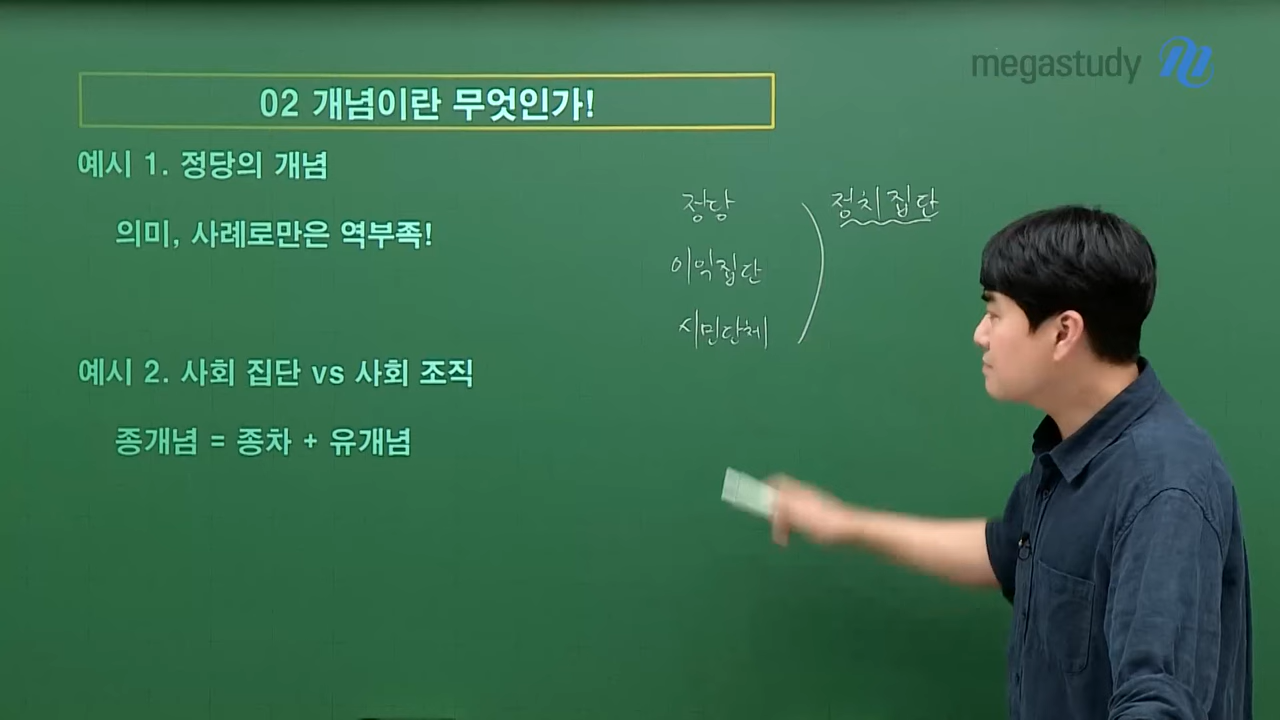 megastudy
02 개념이란 무엇인가!
예시 1. 정당의 개념
의미, 사례로만은 역부족!
예시 2. 사회 집단 vs 사회 조직
종개념 = 종차 + 유개념
정당
이익집단
시민단체
정치집단